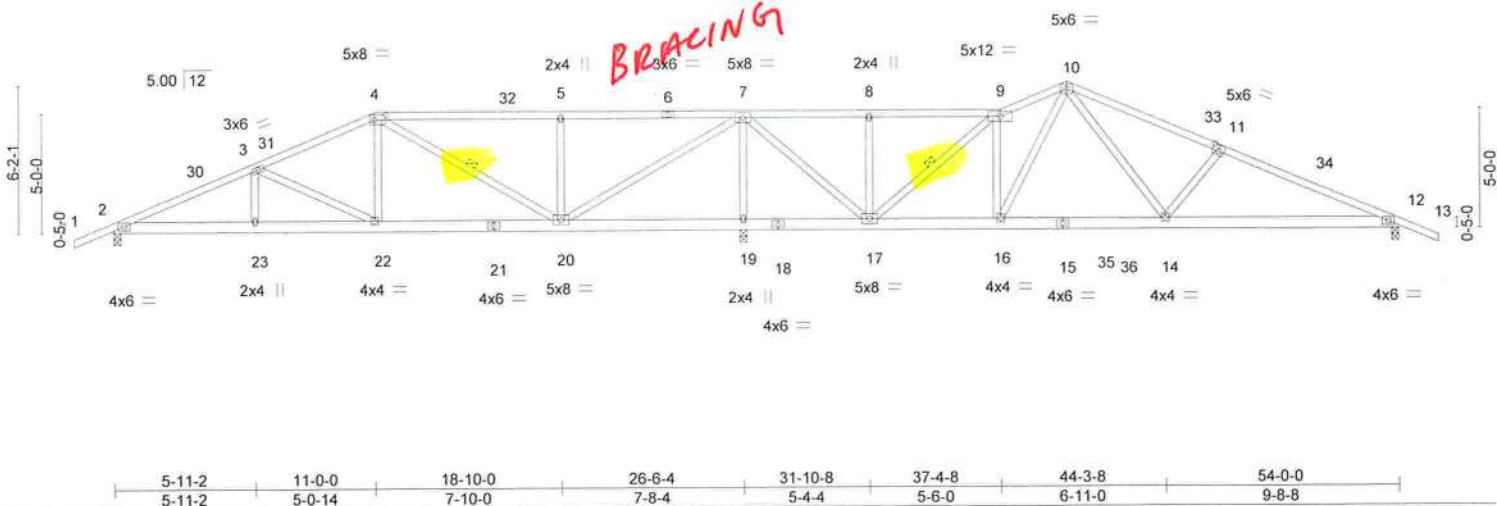 BRACING
5x6 =
5x8 =
2x4 ||
3x6 =
5x8 =
2x4 ||
5x12 =
10
5.00 12
4
32
5
6
7
8
9
5x6 =
3x6 =
33
11
3 31
30
34
6-2-1
5-0-0
0-5-0
5-0-0
0-5-0
1
2
12
13
23
22
21
20
19
18
17
16
15
35
36
14
4x6 =
2x4 ||
4x4 =
4x6 =
5x8 =
2x4 ||
4x6 =
5x8 =
4x4 =
4x6 =
4x4 =
4x6 =
5-11-2 11-0-0 18-10-0 26-6-4 31-10-8 37-4-8 44-3-8 54-0-0
5-11-2 5-0-14 7-10-0 7-8-4 5-4-4 5-6-0 6-11-0 9-8-8